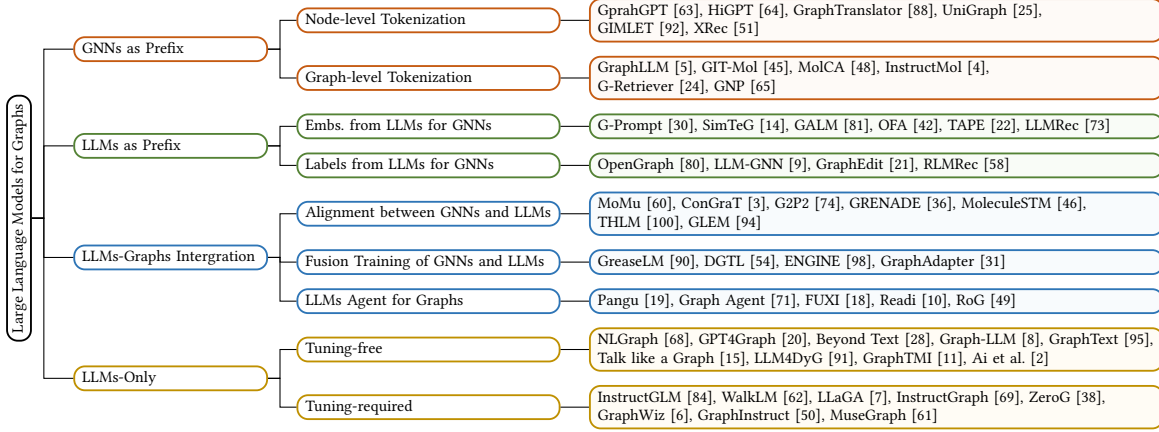 Large Language Models for Graphs
GNNs as Prefix
Node-level Tokenization
GprahGPT [63], HiGPT [64], GraphTranslator [88], UniGraph [25],
GIMLET [92], XRec [51]
Graph-level Tokenization
GraphLLM [5], GIT-Mol [45], MolCA [48], InstructMol [4],
G-Retriever [24], GNP [65]
LLMs as Prefix
Embs. from LLMs for GNNs
G-Prompt [30], SimTeG [14], GALM [81], OFA [42], TAPE [22], LLMRec [73]
Labels from LLMs for GNNs
OpenGraph [80], LLM-GNN [9], GraphEdit [21], RLMRec [58]
LLMs-Graphs Intergration
Alignment between GNNs and LLMs
MoMu [60], ConGraT [3], G2P2 [74], GRENADE [36], MoleculeSTM [46],
THLM [100], GLEM [94]
Fusion Training of GNNs and LLMs
GreaseLM [90], DGTL [54], ENGINE [98], GraphAdapter [31]
LLMs Agent for Graphs
Pangu [19], Graph Agent [71], FUXI [18], Readi [10], RoG [49]
LLMs-Only
Tuning-free
NLGraph [68], GPT4Graph [20], Beyond Text [28], Graph-LLM [8], GraphText [95],
Talk like a Graph [15], LLM4DyG [91], GraphTMI [11], Ai et al. [2]
Tuning-required
InstructGLM [84], WalkLM [62], LLaGA [7], InstructGraph [69], ZeroG [38],
GraphWiz [6], GraphInstruct [50], MuseGraph [61]